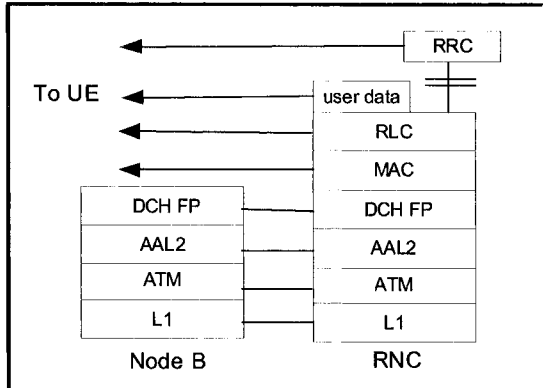 RRC
To UE
user data
RLC
MAC
DCH FP
DCH FP
AAL2
AAL2
ATM
ATM
L1
L1
Node B
RNC